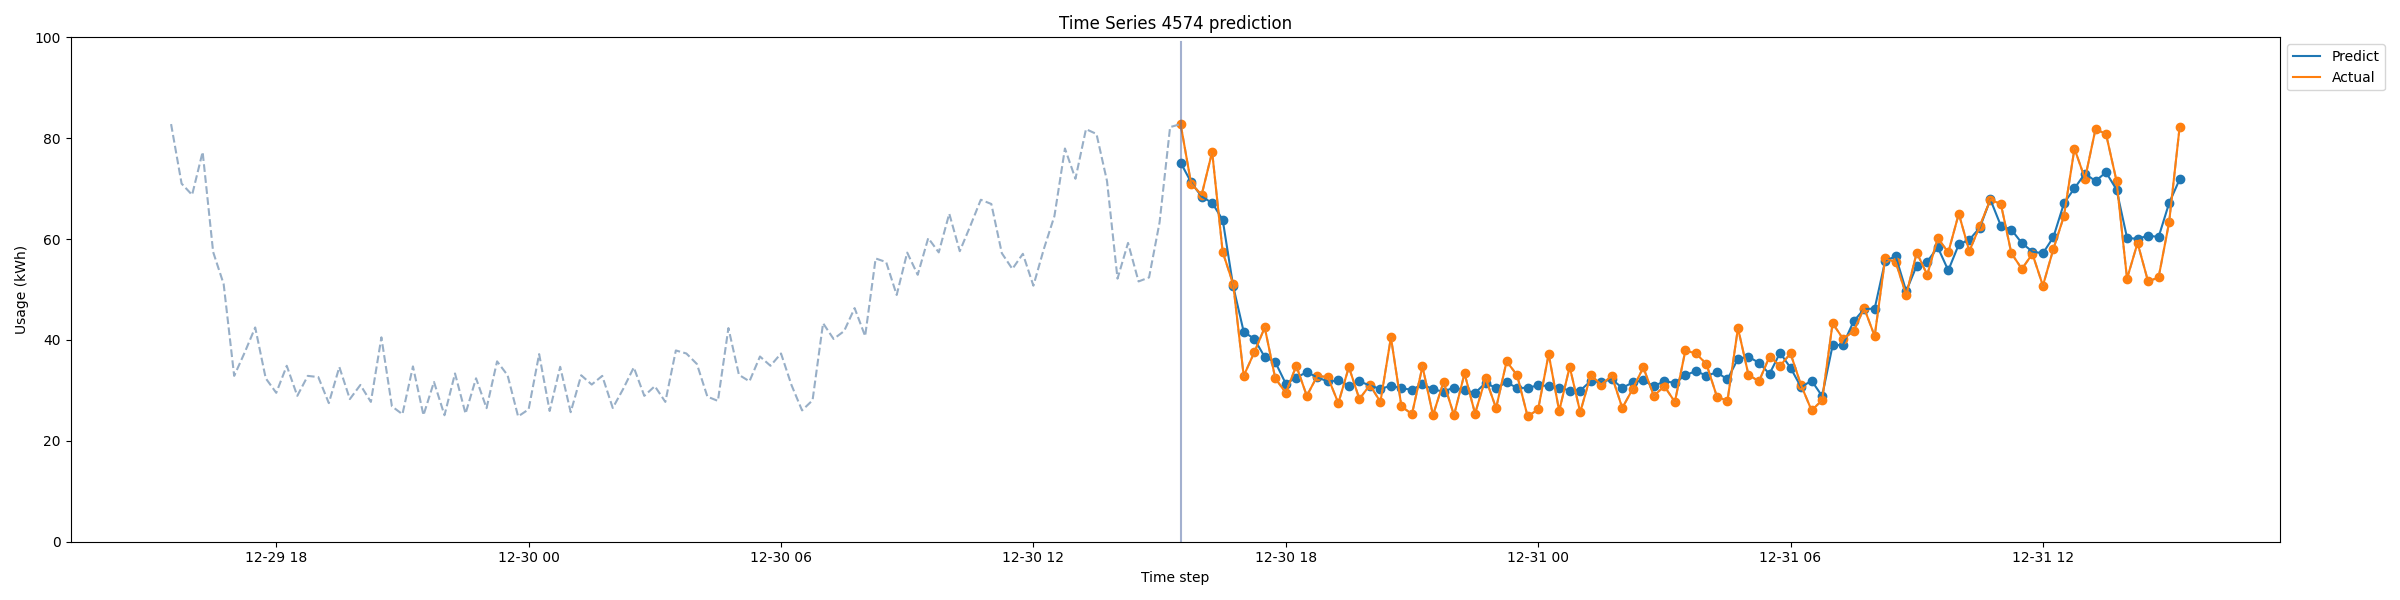 Time Series 4574 prediction
100
80
60
40
20
0
Usage (kWh)
12-29 18
12-30 00
12-30 06
12-30 12
12-30 18
12-31 00
12-31 06
12-31 12
Time step
Predict
Actual